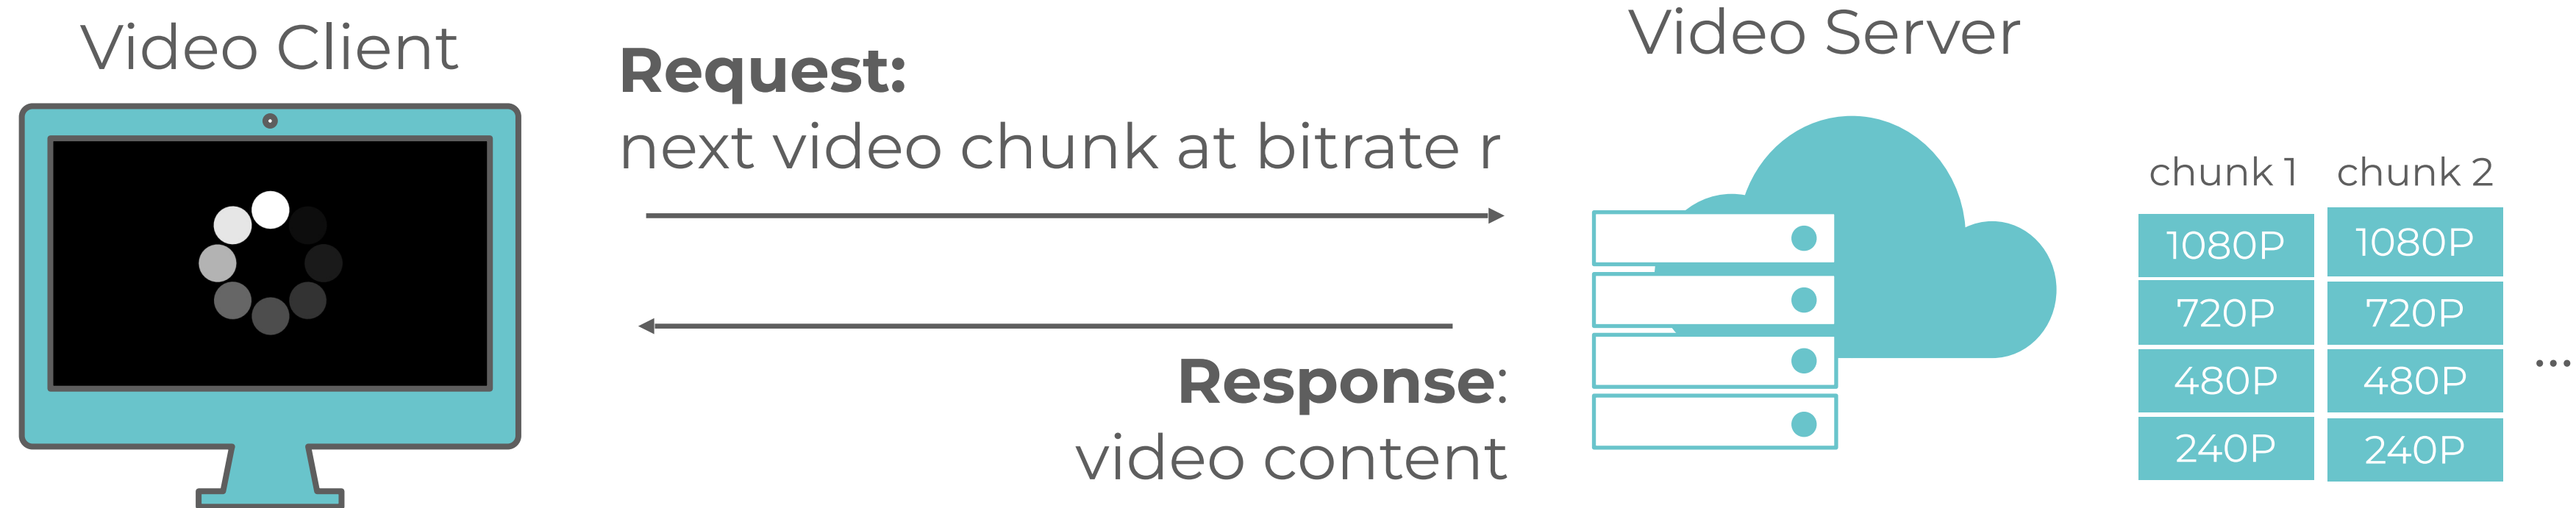 Video Client
Request:
next video chunk at bitrate r
Response:
video content
Video Server
chunk 1
1080P
720P
480P
240P
chunk 2
1080P
720P
480P
240P
...